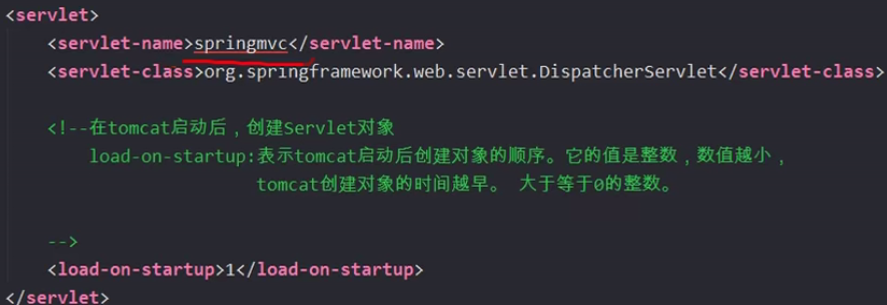 <servlet>
<servlet-name>springmvc</servlet-name>
<servlet-class>org.springframework.web.servlet.DispatcherServlet</servlet-class>
<!--在tomcat启动后，创建Servlet对象
load-on-startup:表示tomcat启动后创建对象的顺序。它的值是整数，数值越小，
tomcat创建对象的时间越早。 大于等于0的整数。
-->
<load-on-startup>1</load-on-startup>
</servlet>